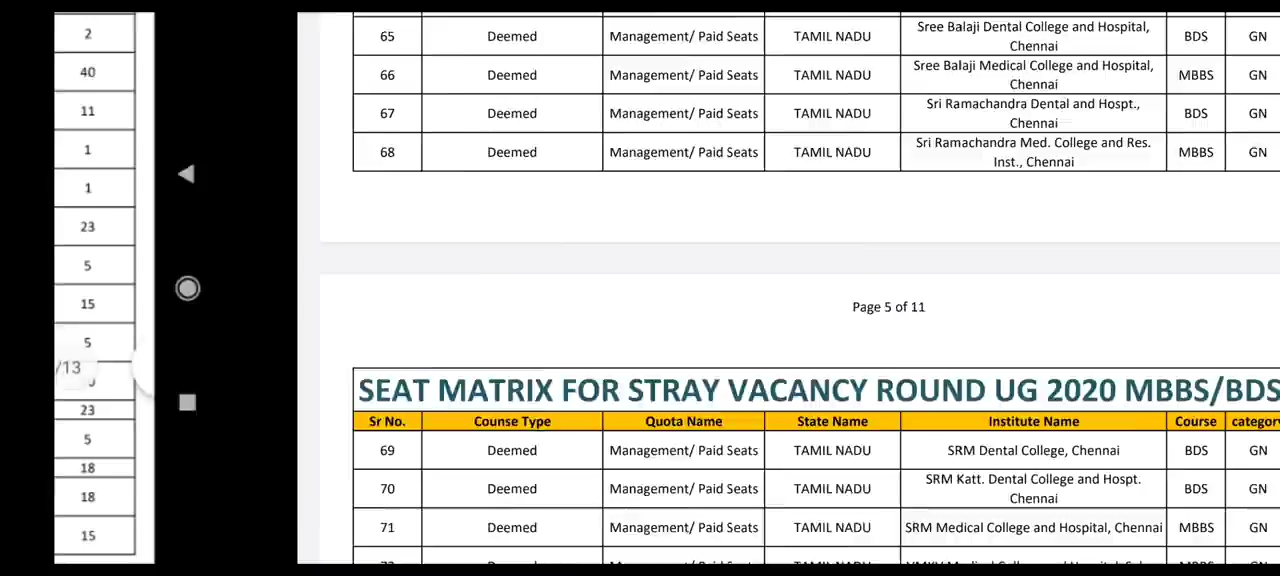 2
40
11
1
1
23
5
15
5
/13
23
5
18
18
15
65 Deemed Management/ Paid Seats TAMIL NADU Sree Balaji Dental College and Hospital, Chennai BDS GN
66 Deemed Management/ Paid Seats TAMIL NADU Sree Balaji Medical College and Hospital, Chennai MBBS GN
67 Deemed Management/ Paid Seats TAMIL NADU Sri Ramachandra Dental and Hospt., Chennai BDS GN
68 Deemed Management/ Paid Seats TAMIL NADU Sri Ramachandra Med. College and Res. Inst., Chennai MBBS GN
Page 5 of 11
SEAT MATRIX FOR STRAY VACANCY ROUND UG 2020 MBBS/BDS
Sr No. Counse Type Quota Name State Name Institute Name Course categor
69 Deemed Management/ Paid Seats TAMIL NADU SRM Dental College, Chennai BDS GN
70 Deemed Management/ Paid Seats TAMIL NADU SRM Katt. Dental College and Hospt. Chennai BDS GN
71 Deemed Management/ Paid Seats TAMIL NADU SRM Medical College and Hospital, Chennai MBBS GN